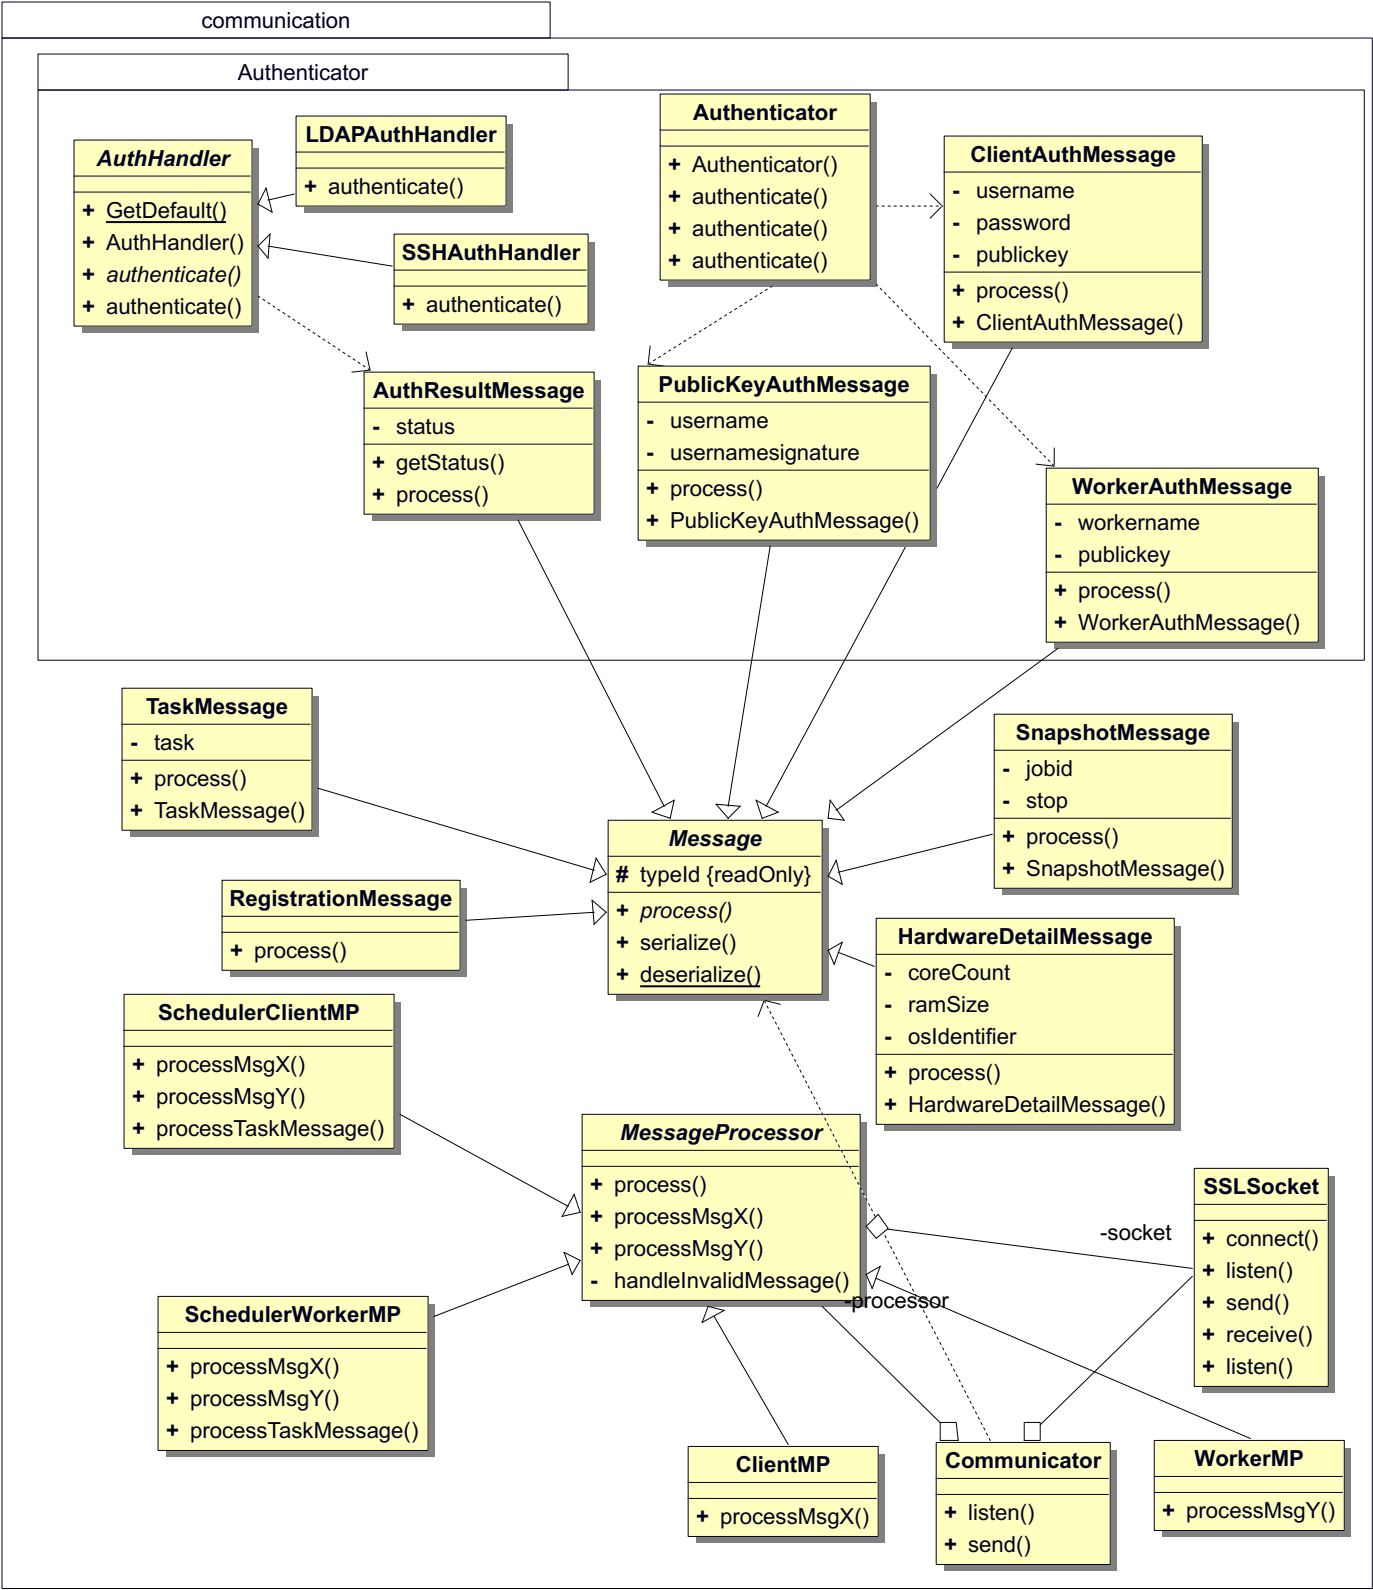 communication
Authenticator
AuthHandler
+ GetDefault()
+ AuthHandler()
+ authenticate()
+ authenticate()
LDAPAuthHandler
+ authenticate()
SSHAuthHandler
+ authenticate()
Authenticator
+ Authenticator()
+ authenticate()
+ authenticate()
+ authenticate()
ClientAuthMessage
- username
- password
- publickey
+ process()
+ ClientAuthMessage()
AuthResultMessage
- status
+ getStatus()
+ process()
PublicKeyAuthMessage
- username
- usernamesignature
+ process()
+ PublicKeyAuthMessage()
WorkerAuthMessage
- workername
- publickey
+ process()
+ WorkerAuthMessage()
TaskMessage
- task
+ process()
+ TaskMessage()
SnapshotMessage
- jobid
- stop
+ process()
+ SnapshotMessage()
Message
# typeId {readOnly}
+ process()
+ serialize()
+ deserialize()
RegistrationMessage
+ process()
HardwareDetailMessage
- coreCount
- ramSize
- osIdentifier
+ process()
+ HardwareDetailMessage()
SchedulerClientMP
+ processMsgX()
+ processMsgY()
+ processTaskMessage()
MessageProcessor
+ process()
+ processMsgX()
+ processMsgY()
- handleInvalidMessage()
SSLSocket
+ connect()
+ listen()
+ send()
+ receive()
+ listen()
-socket
-processor
SchedulerWorkerMP
+ processMsgX()
+ processMsgY()
+ processTaskMessage()
ClientMP
+ processMsgX()
Communicator
+ listen()
+ send()
WorkerMP
+ processMsgY()